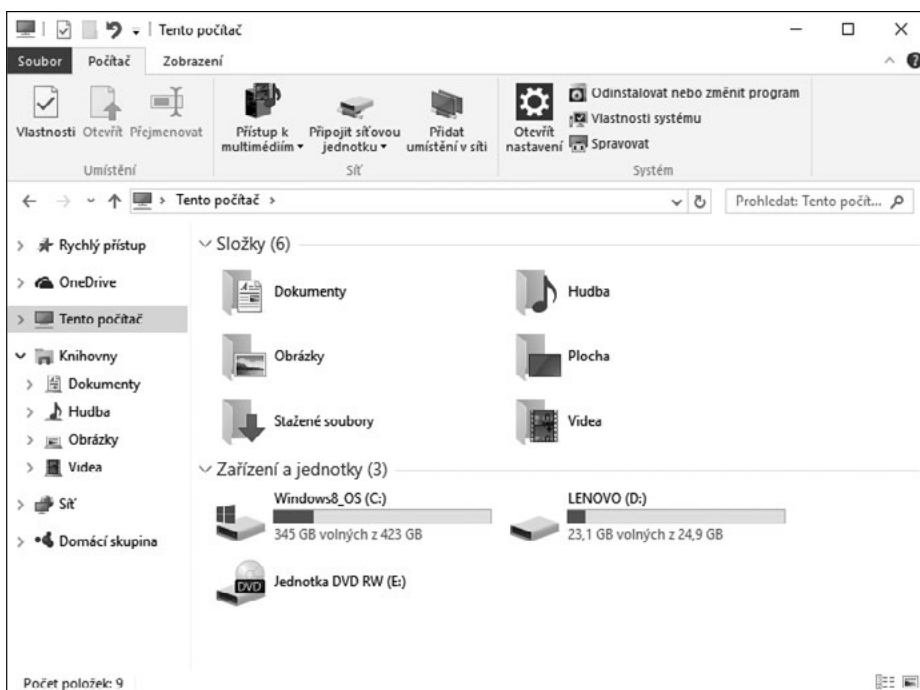 Tento počítač
Soubor Počítač Zobrazení
Vlastnosti Otevřít Přejmenovat
Umístění
Přístup k multimédiím
Připojit síťovou jednotku
Přidat umístění v síti
Síť
Otevřít nastavení
Odinstalovat nebo změnit program
Vlastnosti systému
Spravovat
Systém
Tento počítač
Prohledat: Tento počít...
Rychlý přístup
OneDrive
Tento počítač
Knihovny
Dokumenty
Hudba
Obrázky
Videa
Síť
Domácí skupina
Složky (6)
Dokumenty
Hudba
Obrázky
Plocha
Stažené soubory
Videa
Zařízení a jednotky (3)
Windows8_OS (C:)
345 GB volných z 423 GB
LENOVO (D:)
23,1 GB volných z 24,9 GB
DVD
Jednotka DVD RW (E:)
Počet položek: 9